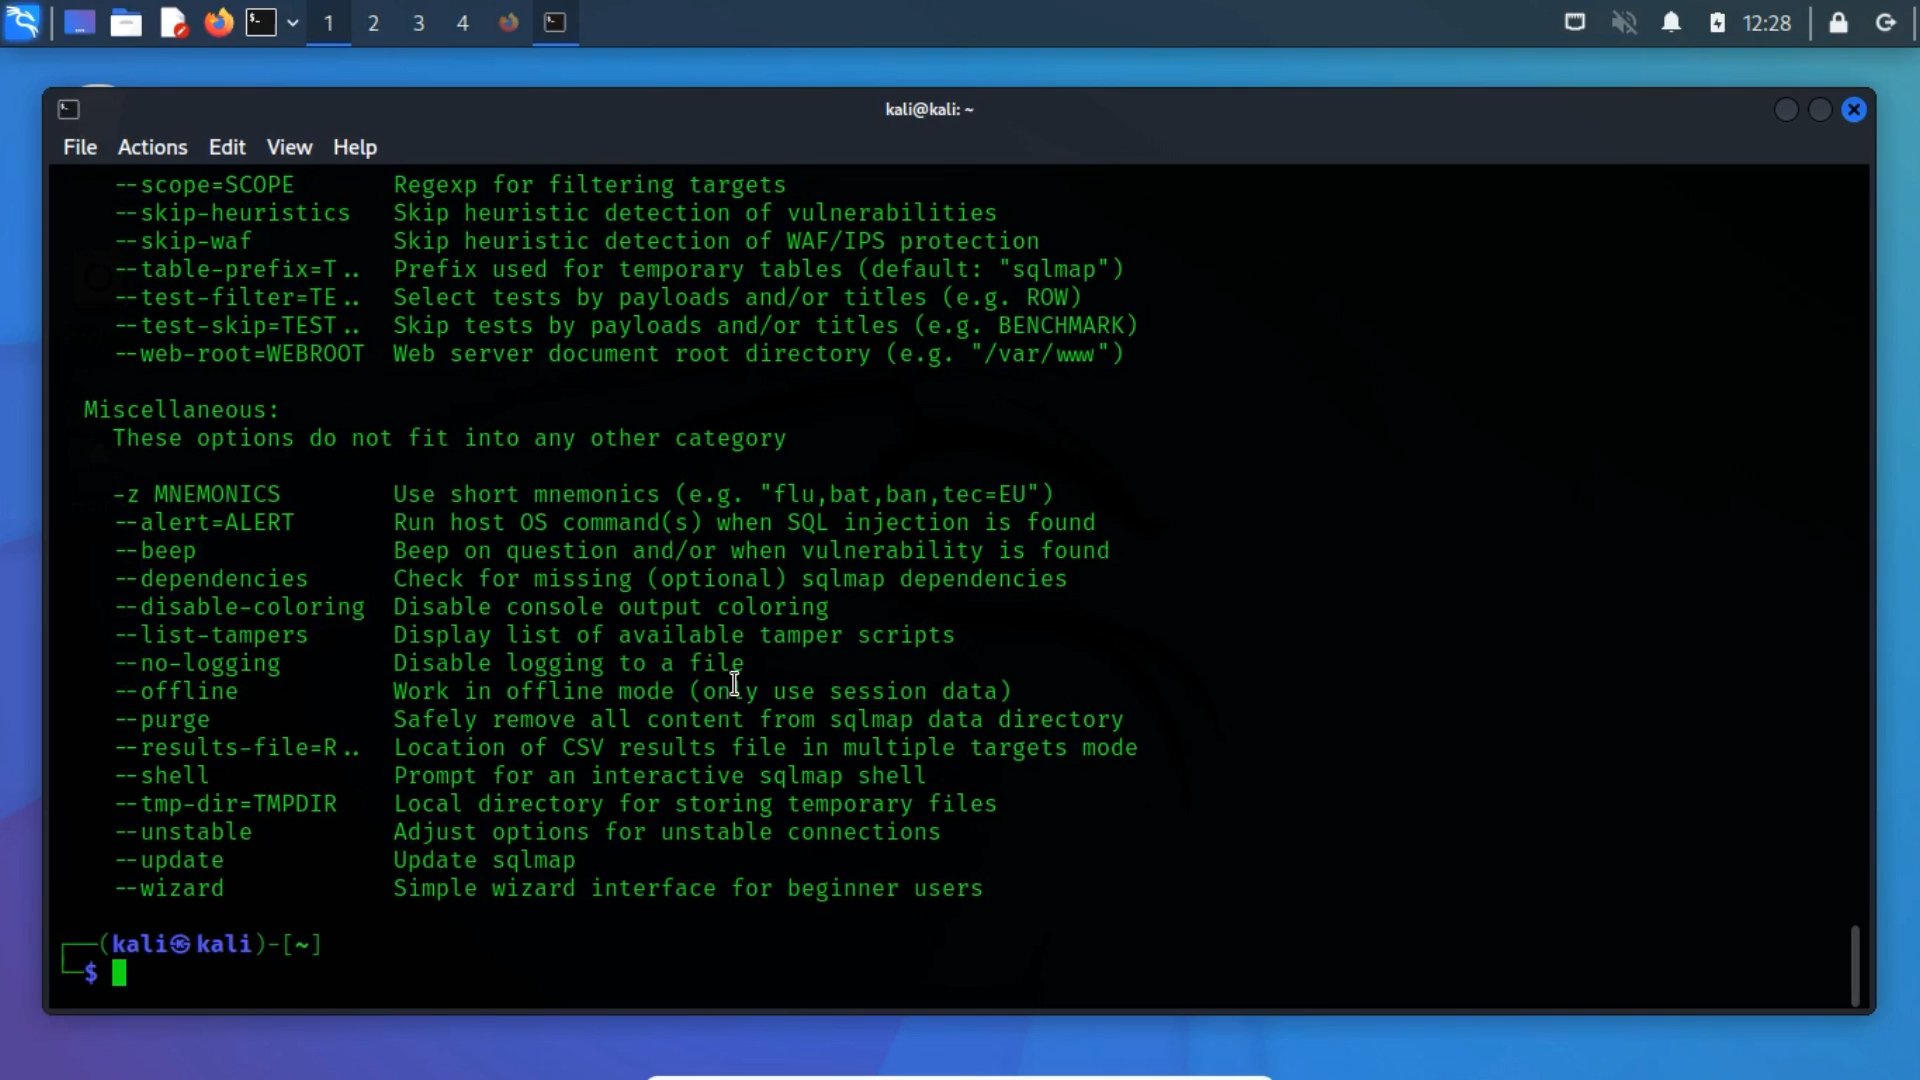 1 2 3 4 12:28
kali@kali: ~
File Actions Edit View Help
--scope=SCOPE Regexp for filtering targets
--skip-heuristics Skip heuristic detection of vulnerabilities
--skip-waf Skip heuristic detection of WAF/IPS protection
--table-prefix=T.. Prefix used for temporary tables (default: "sqlmap")
--test-filter=TE.. Select tests by payloads and/or titles (e.g. ROW)
--test-skip=TEST.. Skip tests by payloads and/or titles (e.g. BENCHMARK)
--web-root=WEBROOT Web server document root directory (e.g. "/var/www")
Miscellaneous:
These options do not fit into any other category
-z MNEMONICS Use short mnemonics (e.g. "flu,bat,ban,tec=EU")
--alert=ALERT Run host OS command(s) when SQL injection is found
--beep Beep on question and/or when vulnerability is found
--dependencies Check for missing (optional) sqlmap dependencies
--disable-coloring Disable console output coloring
--list-tampers Display list of available tamper scripts
--no-logging Disable logging to a file
--offline Work in offline mode (only use session data)
--purge Safely remove all content from sqlmap data directory
--results-file=R.. Location of CSV results file in multiple targets mode
--shell Prompt for an interactive sqlmap shell
--tmp-dir=TMPDIR Local directory for storing temporary files
--unstable Adjust options for unstable connections
--update Update sqlmap
--wizard Simple wizard interface for beginner users
┌──(kali㉿kali)-[~]
└─$